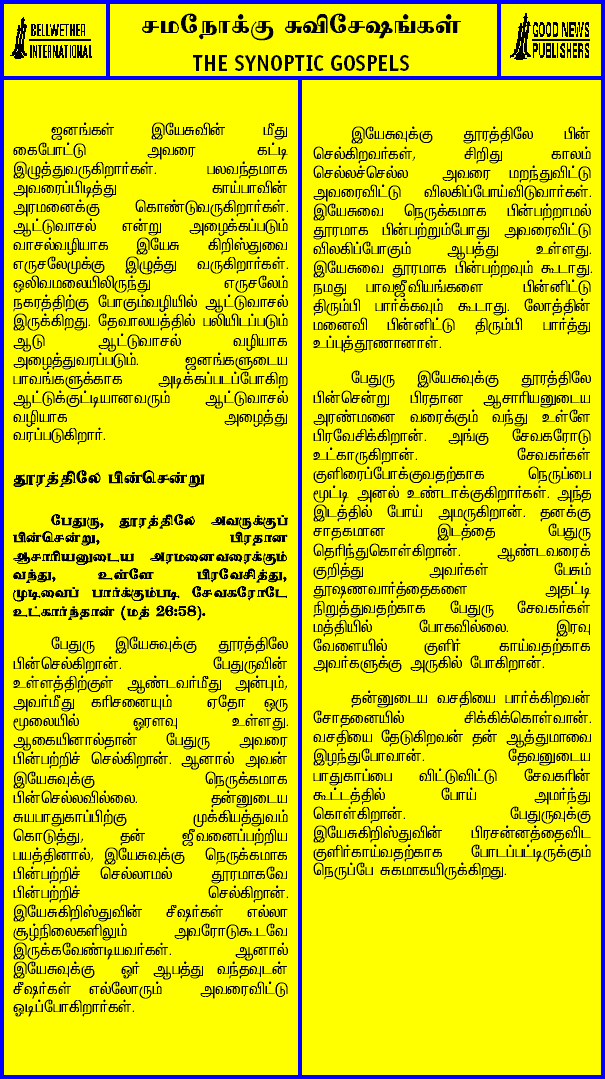 BELLWETHER
INTERNATIONAL
சமநோக்கு சுவிசேஷங்கள்
THE SYNOPTIC GOSPELS
GOOD NEWS
PUBLISHERS
ஜனங்கள் இயேசுவின் மீது
கைபோட்டு அவரை கட்டி
இழுத்துவருகிறார்கள். பலவந்தமாக
அவரைப்பிடித்து காய்பாவின்
அரமனைக்கு கொண்டுவருகிறார்கள்.
ஆட்டுவாசல் என்று அழைக்கப்படும்
வாசல்வழியாக இயேசு கிறிஸ்துவை
எருசலேமுக்கு இழுத்து வருகிறார்கள்.
ஒலிவமலையிலிருந்து எருசலேம்
நகரத்திற்கு போகும்வழியில் ஆட்டுவாசல்
இருக்கிறது. தேவாலயத்தில் பலியிடப்படும்
ஆடு ஆட்டுவாசல் வழியாக
அழைத்துவரப்படும். ஜனங்களுடைய
பாவங்களுக்காக அடிக்கப்படப்போகிற
ஆட்டுக்குட்டியானவரும் ஆட்டுவாசல்
வழியாக அழைத்து
வரப்படுகிறார்.
தூரத்திலே பின்சென்று
பேதுரு, தூரத்திலே அவருக்குப்
பின்சென்று, பிரதான
ஆசாரியனுடைய அரமனைவரைக்கும்
வந்து, உள்ளே பிரவேசித்து,
முடிவைப் பார்க்கும்படி சேவகரோடே
உட்கார்ந்தான் (மத் 26:58).
பேதுரு இயேசுவுக்கு தூரத்திலே
பின்செல்கிறான். பேதுருவின்
உள்ளத்திற்குள் ஆண்டவர்மீது அன்பும்,
அவர்மீது கரிசனையும் ஏதோ ஒரு
மூலையில் ஓரளவு உள்ளது.
ஆகையினால்தான் பேதுரு அவரை
பின்பற்றி செல்கிறான். ஆனால் அவன்
இயேசுவுக்கு நெருக்கமாக
பின்செல்லவில்லை. தன்னுடைய
சுயபாதுகாப்பிற்கு முக்கியத்துவம்
கொடுத்து, தன் ஜீவனைப்பற்றிய
பயத்தினால், இயேசுவுக்கு நெருக்கமாக
பின்பற்றிச் செல்லாமல் தூரமாகவே
பின்பற்றிச் செல்கிறான்.
இயேசுகிறிஸ்துவின் சீஷர்கள் எல்லா
சூழ்நிலைகளிலும் அவரோடுகூடவே
இருக்கவேண்டியவர்கள். ஆனால்
இயேசுவுக்கு ஓர் ஆபத்து வந்தவுடன்
சீஷர்கள் எல்லோரும் அவரைவிட்டு
ஓடிப்போகிறார்கள்.
இயேசுவுக்கு தூரத்திலே பின்
செல்கிறவர்கள், சிறிது காலம்
செல்லச்செல்ல அவரை மறந்துவிட்டு
அவரைவிட்டு விலகிப்போய்விடுவார்கள்.
இயேசுவை நெருக்கமாக பின்பற்றாமல்
தூரமாக பின்பற்றும்போது அவரைவிட்டு
விலகிப்போகும் ஆபத்து உள்ளது.
இயேசுவை தூரமாக பின்பற்றவும் கூடாது.
நமது பாவஜீவியங்களை பின்னிட்டு
திரும்பி பார்க்கவும் கூடாது. லோத்தின்
மனைவி பின்னிட்டு திரும்பி பார்த்து
உப்புத்தூணானாள்.
பேதுரு இயேசுவுக்கு தூரத்திலே
பின்சென்று பிரதான ஆசாரியனுடைய
அரண்மனை வரைக்கும் வந்து உள்ளே
பிரவேசிக்கிறான். அங்கு சேவகரோடு
உட்காருகிறான். சேவகர்கள்
குளிரைப்போக்குவதற்காக நெருப்பை
மூட்டி அனல் உண்டாக்குகிறார்கள். அந்த
இடத்தில் போய் அமருகிறான். தனக்கு
சாதகமான இடத்தை பேதுரு
தெரிந்துகொள்கிறான். ஆண்டவரைக்
குறித்து அவர்கள் பேசும்
தூஷணவார்த்தைகளை அதட்டி
நிறுத்துவதற்காக பேதுரு சேவகர்கள்
மத்தியில் போகவில்லை. இரவு
வேளையில் குளிர் காய்வதற்காக
அவர்களுக்கு அருகில் போகிறான்.
தன்னுடைய வசதியை பார்க்கிறவன்
சோதனையில் சிக்கிக்கொள்வான்.
வசதியை தேடுகிறவன் தன் ஆத்துமாவை
இழந்துபோவான். தேவனுடைய
பாதுகாப்பை விட்டுவிட்டு சேவகரின்
கூட்டத்தில் போய் அமர்ந்து
கொள்கிறான். பேதுருவுக்கு
இயேசுகிறிஸ்துவின் பிரசன்னத்தைவிட
குளிர்காய்வதற்காக போடப்பட்டிருக்கும்
நெருப்பே சுகமாகயிருக்கிறது.